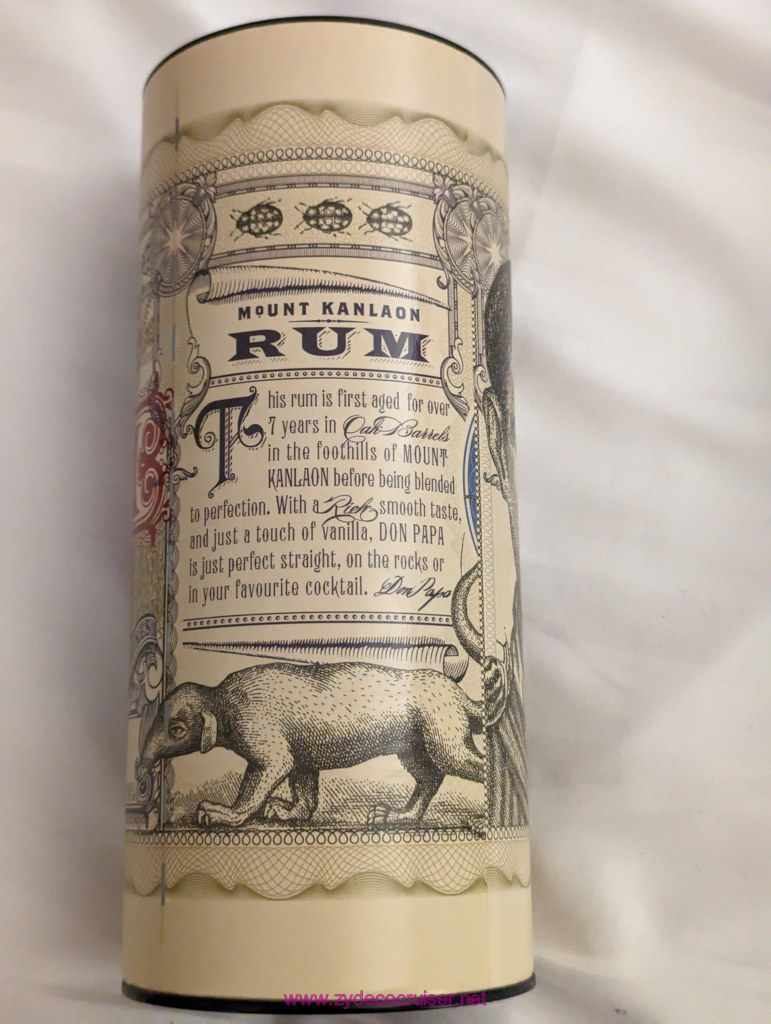 MOUNT KANLAON
RUM
This rum is first aged for over
7 years in Oak Barrels
in the foothills of MOUNT
KANLAON before being blended
to perfection. With a Rich smooth taste,
and just a touch of vanilla, DON PAPA
is just perfect straight, on the rocks or
in your favourite cocktail. Don Papa
www.zydecocruiser.net